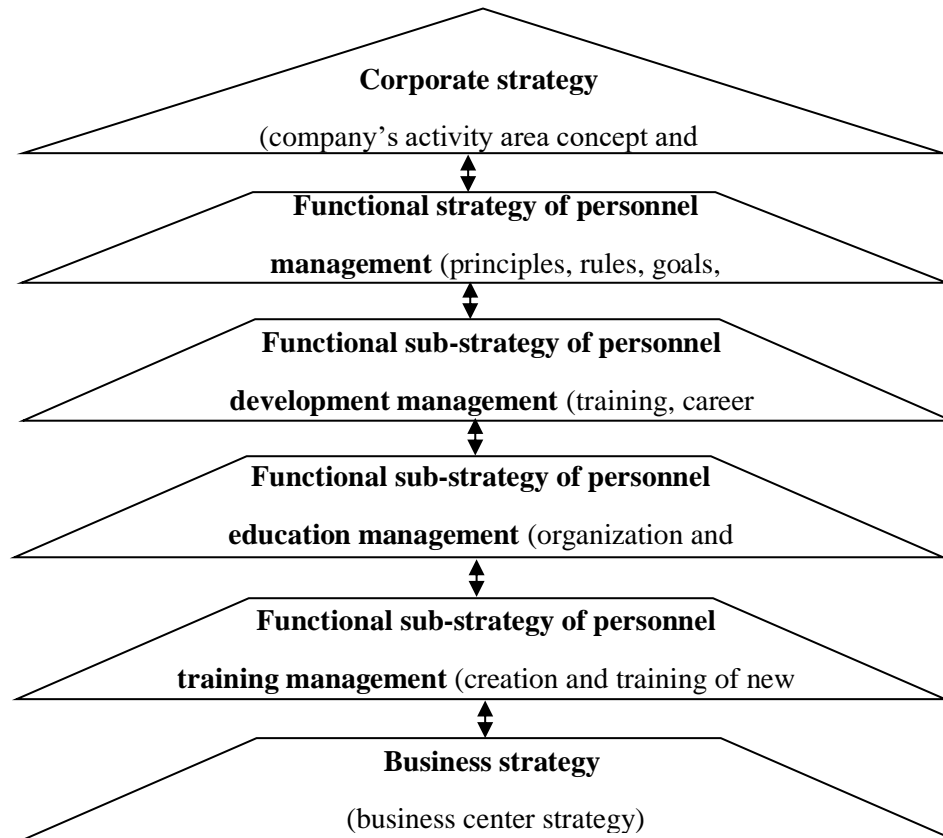 Corporate strategy
(company’s activity area concept and
Functional strategy of personnel
management (principles, rules, goals,
Functional sub-strategy of personnel
development management (training, career
Functional sub-strategy of personnel
education management (organization and
Functional sub-strategy of personnel
training management (creation and training of new
Business strategy
(business center strategy)